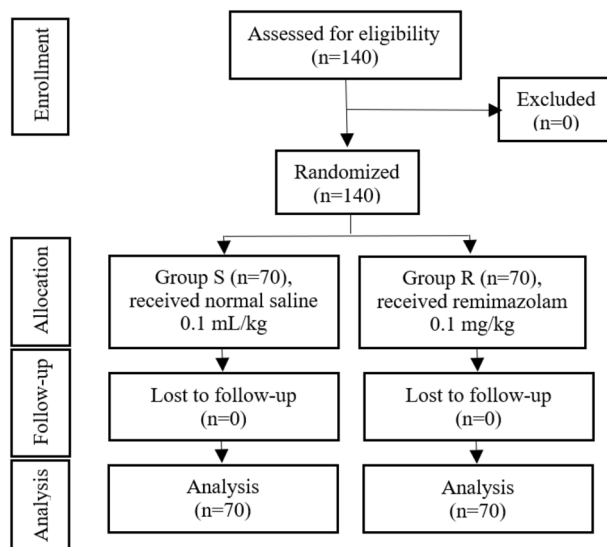 Enrollment
Assessed for eligibility
(n=140)
Excluded
(n=0)
Randomized
(n=140)
Allocation
Group S (n=70),
received normal saline
0.1 mL/kg
Group R (n=70),
received remimazolam
0.1 mg/kg
Follow-up
Lost to follow-up
(n=0)
Lost to follow-up
(n=0)
Analysis
Analysis
(n=70)
Analysis
(n=70)